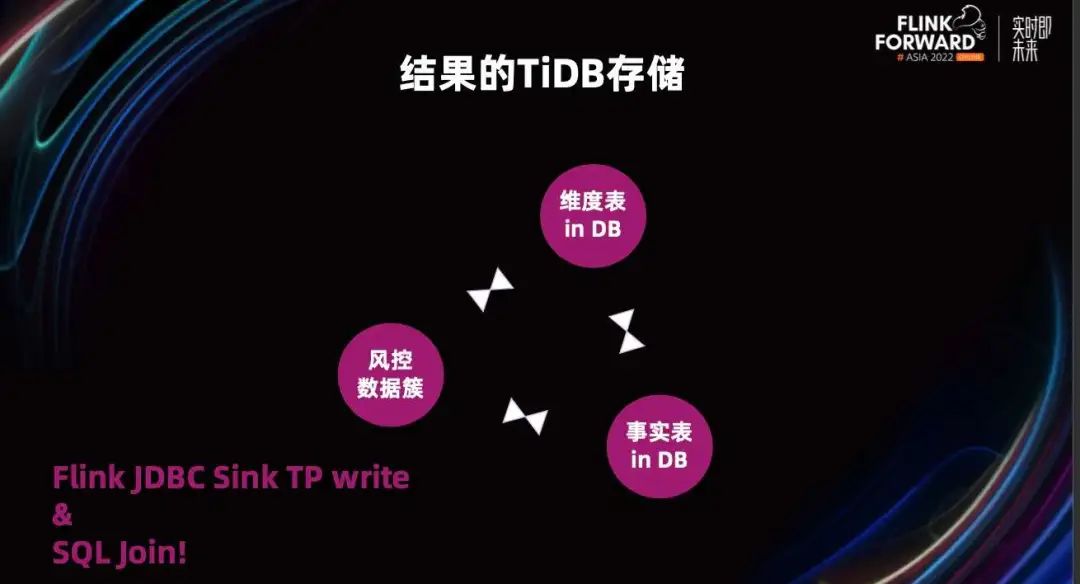 FLINK
FORWARD
# ASIA 2022
实时即
未来
结果的TiDB存储
维度表
in DB
风控
数据簇
事实表
in DB
Flink JDBC Sink TP write
&
SQL Join!